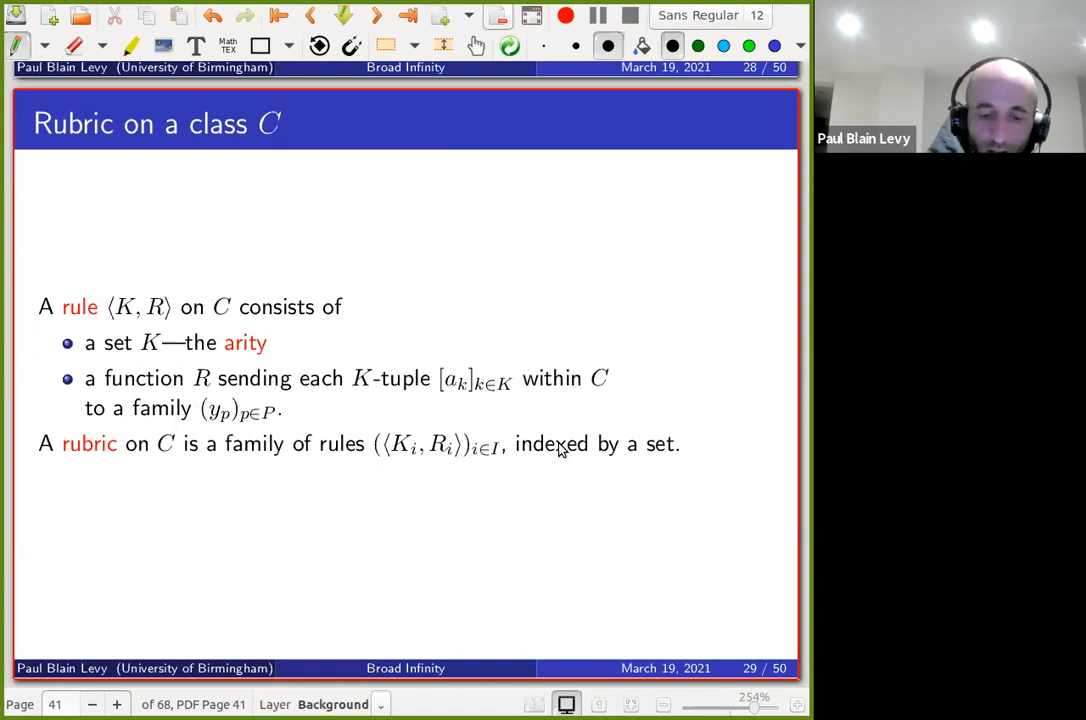 Sans Regular 12
Math
TEX
Paul Blain Levy (University of Birmingham) Broad Infinity March 19, 2021 28 / 50
Rubric on a class C
A rule ⟨K, R⟩ on C consists of
a set K—the arity
a function R sending each K-tuple [a_k]_{k∈K} within C
to a family (y_p)_{p∈P}.
A rubric on C is a family of rules (⟨K_i, R_i⟩)_{i∈I}, indexed by a set.
Paul Blain Levy (University of Birmingham) Broad Infinity March 19, 2021 29 / 50
Page 41 of 68, PDF Page 41 Layer Background 254%
Paul Blain Levy